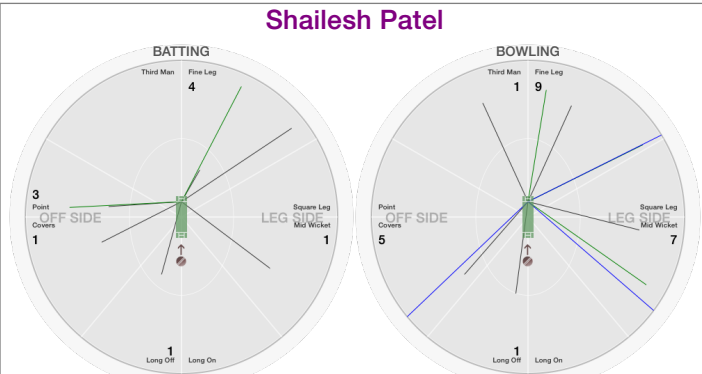 Shailesh Patel
BATTING
Third Man Fine Leg
4
3
Point
OFF SIDE
Covers
1
Square Leg
LEG SIDE
Mid Wicket
1
1
Long Off Long On
BOWLING
Third Man Fine Leg
1 9
Point
OFF SIDE
Covers
5
Square Leg
LEG SIDE
Mid Wicket
7
1
Long Off Long On